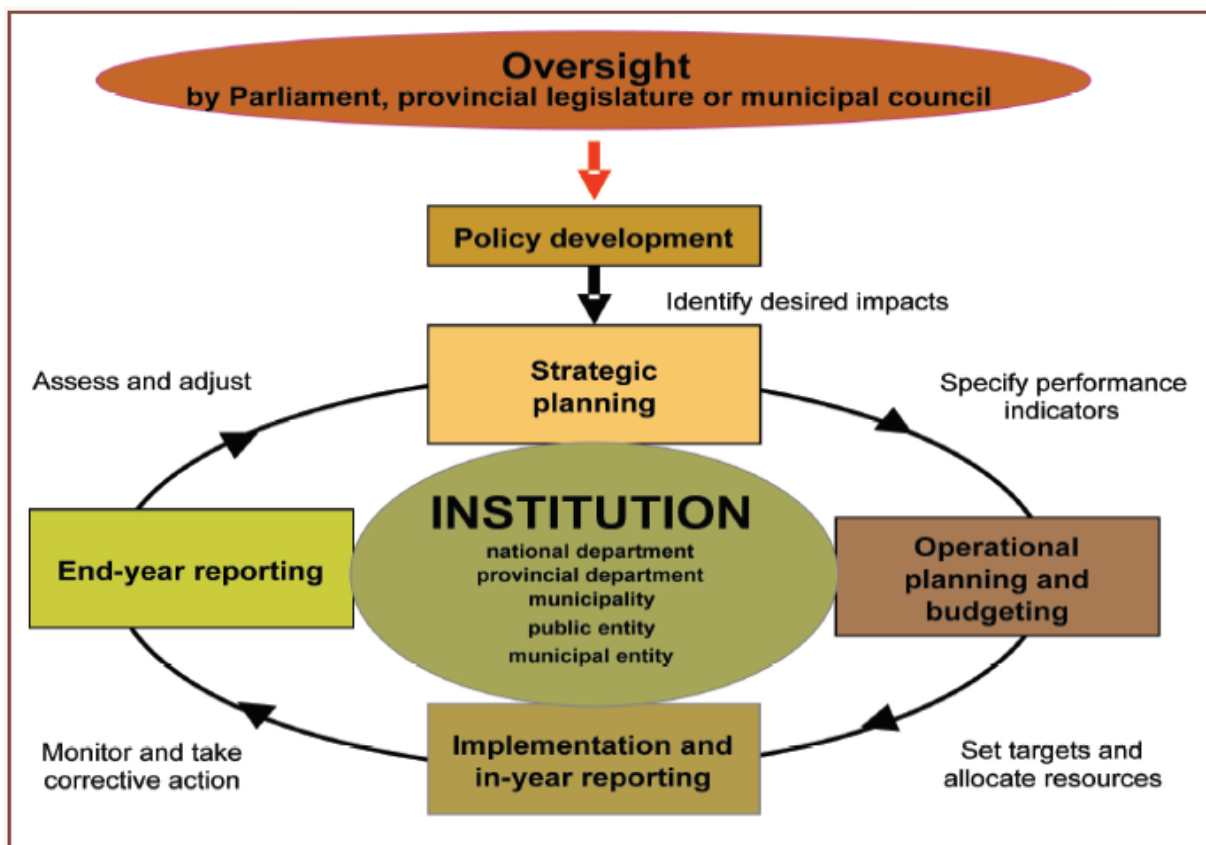 Oversight
by Parliament, provincial legislature or municipal council
Policy development
Identify desired impacts
Strategic
planning
Assess and adjust
Specify performance
indicators
INSTITUTION
national department
provincial department
municipality
public entity
municipal entity
End-year reporting
Operational
planning and
budgeting
Implementation and
in-year reporting
Monitor and take
corrective action
Set targets and
allocate resources